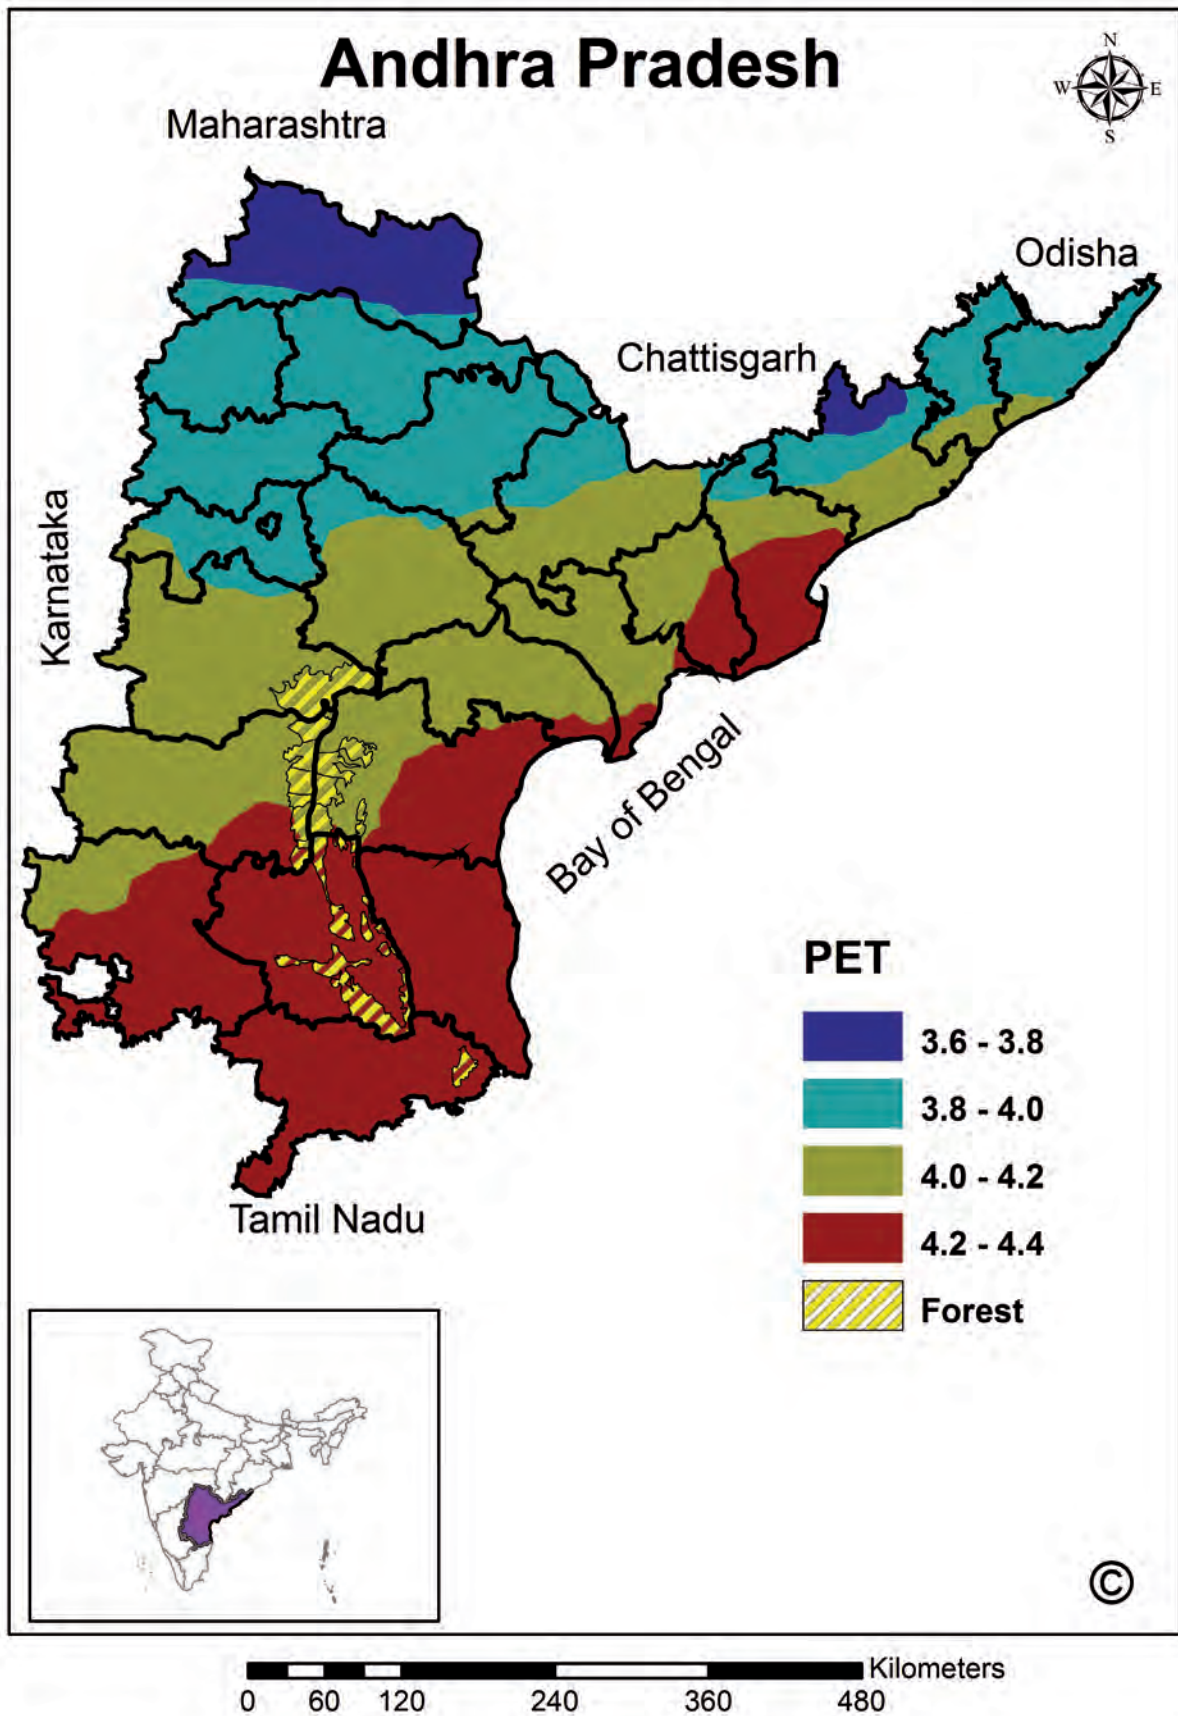 Andhra Pradesh
N
W
E
S
Maharashtra
Odisha
Chattisgarh
Karnataka
Bay of Bengal
PET
3.6 - 3.8
3.8 - 4.0
4.0 - 4.2
4.2 - 4.4
Forest
Tamil Nadu
©
Kilometers
0 60 120 240 360 480